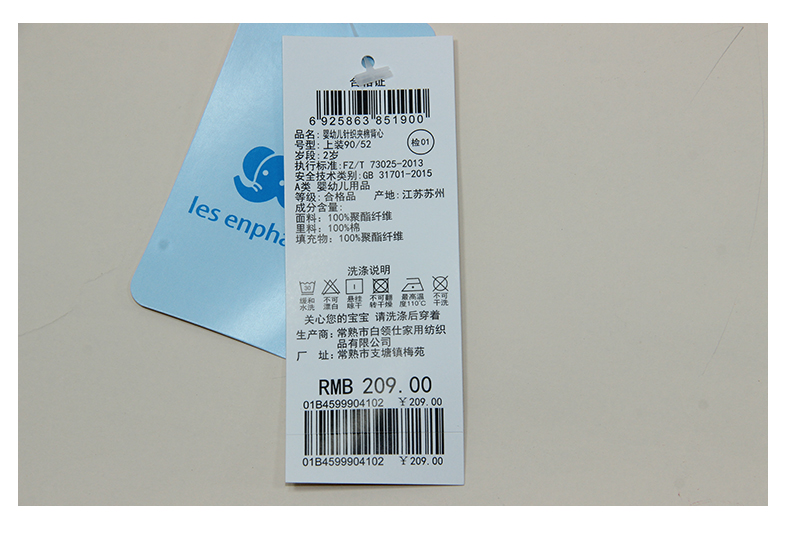 合格证
6 925863 851900
品名: 婴幼儿针织夹棉背心
检01
号型: 上装90/52
岁段: 2岁
执行标准: FZ/T 73025-2013
安全技术类别: GB 31701-2015
A类 婴幼儿用品
等级: 合格品 产地: 江苏苏州
成分含量:
面料: 100%聚酯纤维
里料: 100%棉
填充物: 100%聚酯纤维
洗涤说明
缓和水洗 不可漂白 悬挂晾干 不可翻转干燥 最高温度110℃ 不可干洗
关心您的宝宝 请洗涤后穿着
生产商: 常熟市白领仕家用纺织
品有限公司
厂 址: 常熟市支塘镇梅苑
RMB 209.00
01B4599904102 ￥209.00
01B4599904102 ￥209.00
les enpha